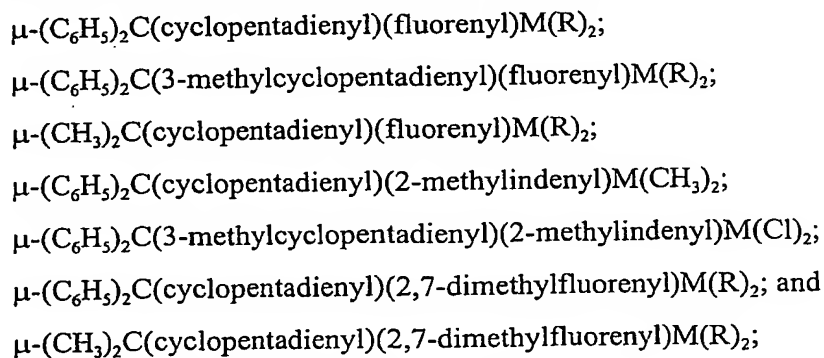 μ-(C₆H₅)₂C(cyclopentadienyl)(fluorenyl)M(R)₂;
μ-(C₆H₅)₂C(3-methylcyclopentadienyl)(fluorenyl)M(R)₂;
μ-(CH₃)₂C(cyclopentadienyl)(fluorenyl)M(R)₂;
μ-(C₆H₅)₂C(cyclopentadienyl)(2-methylindenyl)M(CH₃)₂;
μ-(C₆H₅)₂C(3-methylcyclopentadienyl)(2-methylindenyl)M(Cl)₂;
μ-(C₆H₅)₂C(cyclopentadienyl)(2,7-dimethylfluorenyl)M(R)₂; and
μ-(CH₃)₂C(cyclopentadienyl)(2,7-dimethylfluorenyl)M(R)₂;